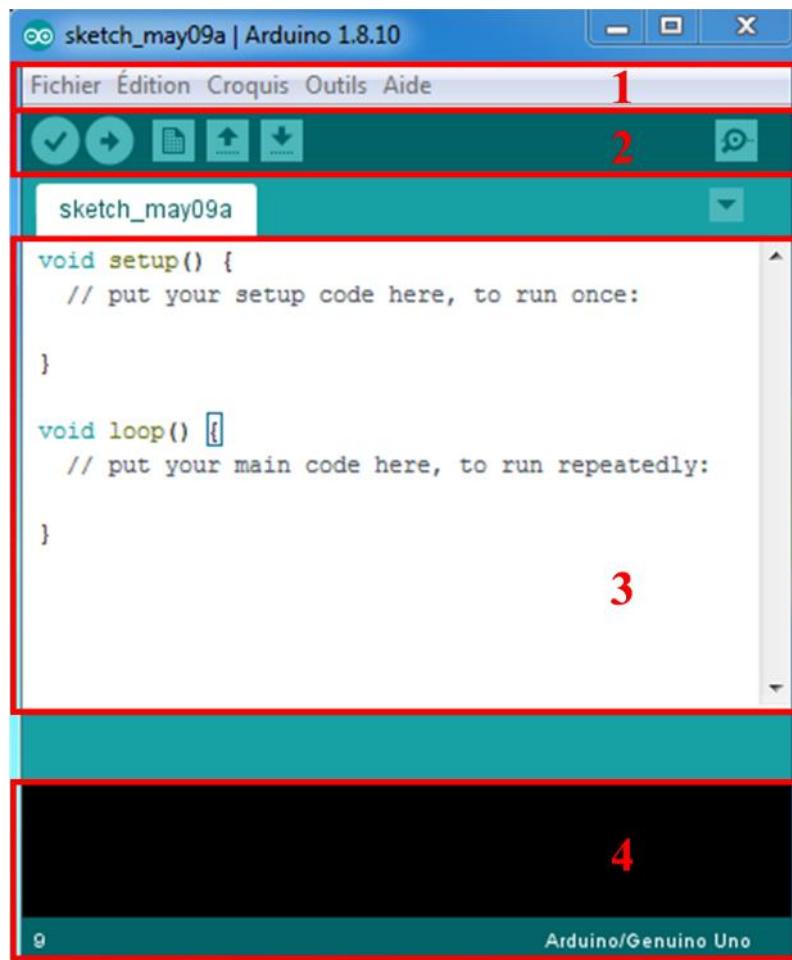 sketch_may09a | Arduino 1.8.10
Fichier Édition Croquis Outils Aide
1
2
sketch_may09a
void setup() {
// put your setup code here, to run once:
}
void loop() {
// put your main code here, to run repeatedly:
}
3
4
9 Arduino/Genuino Uno